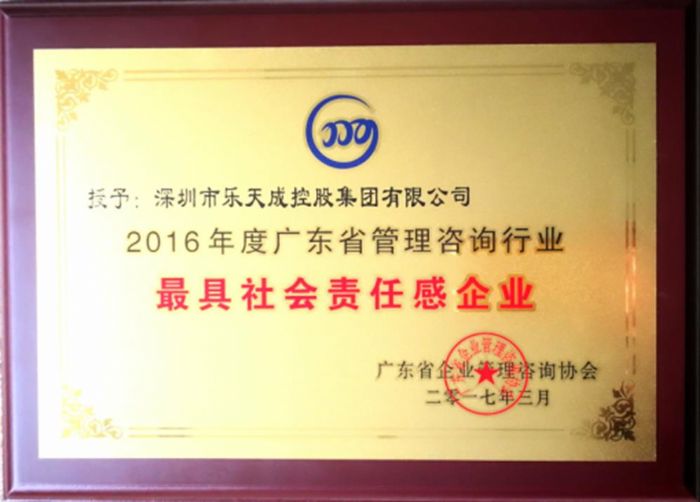 授予：深圳市乐天成控股集团有限公司
2016年度广东省管理咨询行业
最具社会责任感企业
广东省企业管理咨询协会
二零一七年三月